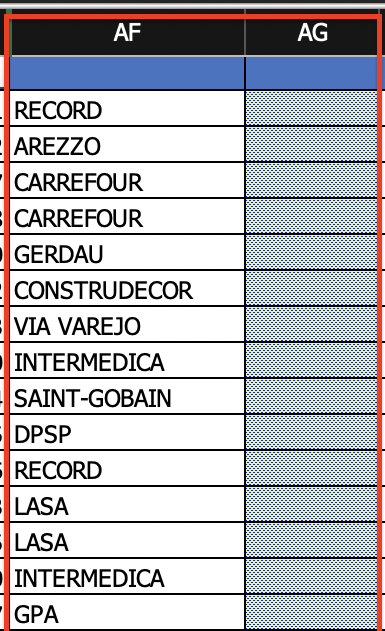 AF AG
RECORD
AREZZO
CARREFOUR
CARREFOUR
GERDAU
CONSTRUDECOR
VIA VAREJO
INTERMEDICA
SAINT-GOBAIN
DPSP
RECORD
LASA
LASA
INTERMEDICA
GPA